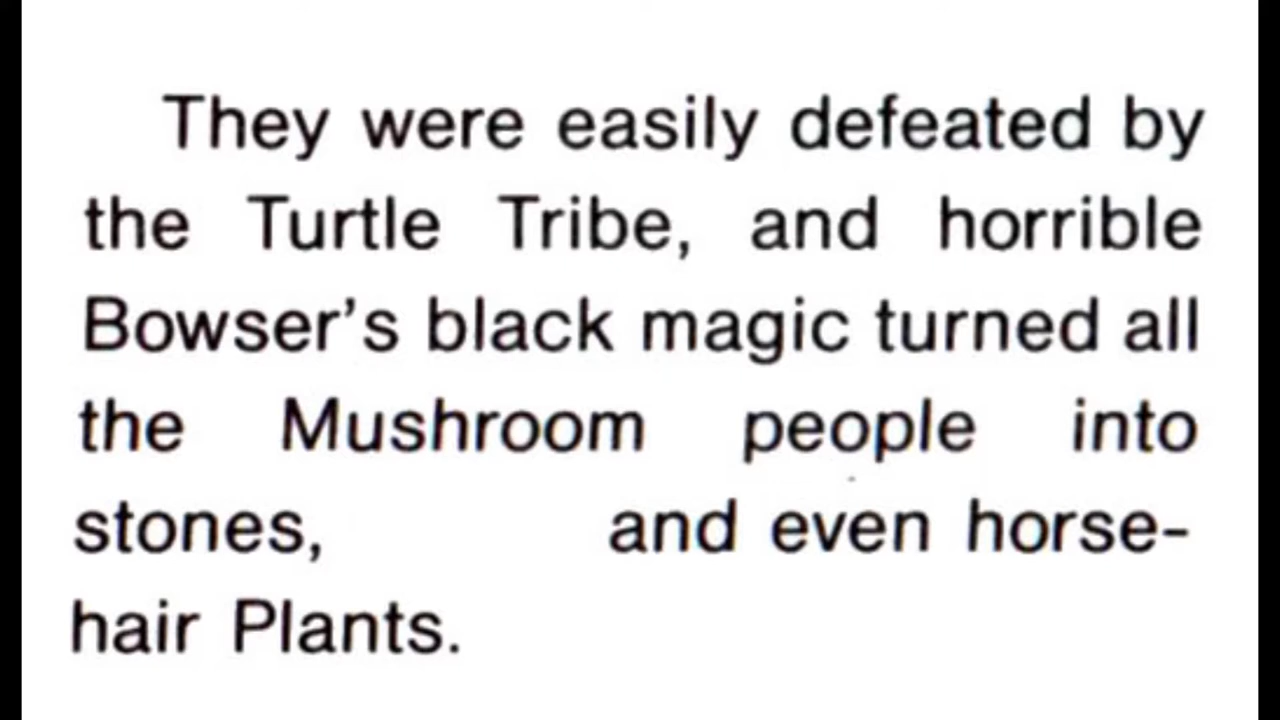 They were easily defeated by
the Turtle Tribe, and horrible
Bowser's black magic turned all
the Mushroom people into
stones, and even horse-
hair Plants.